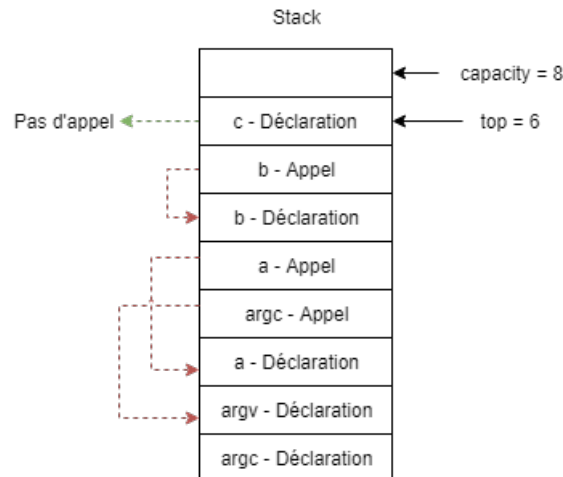 Stack
capacity = 8
Pas d'appel
c - Déclaration
top = 6
b - Appel
b - Déclaration
a - Appel
argc - Appel
a - Déclaration
argv - Déclaration
argc - Déclaration